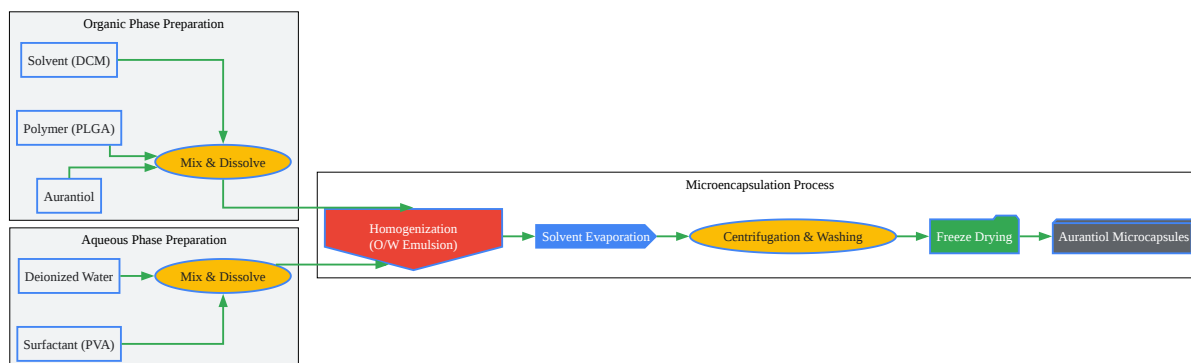 Organic Phase Preparation
Solvent (DCM)
Polymer (PLGA)
Mix & Dissolve
Aurantiol
Aqueous Phase Preparation
Deionized Water
Mix & Dissolve
Surfactant (PVA)
Microencapsulation Process
Homogenization
(O/W Emulsion)
Solvent Evaporation
Centrifugation & Washing
Freeze Drying
Aurantiol Microcapsules